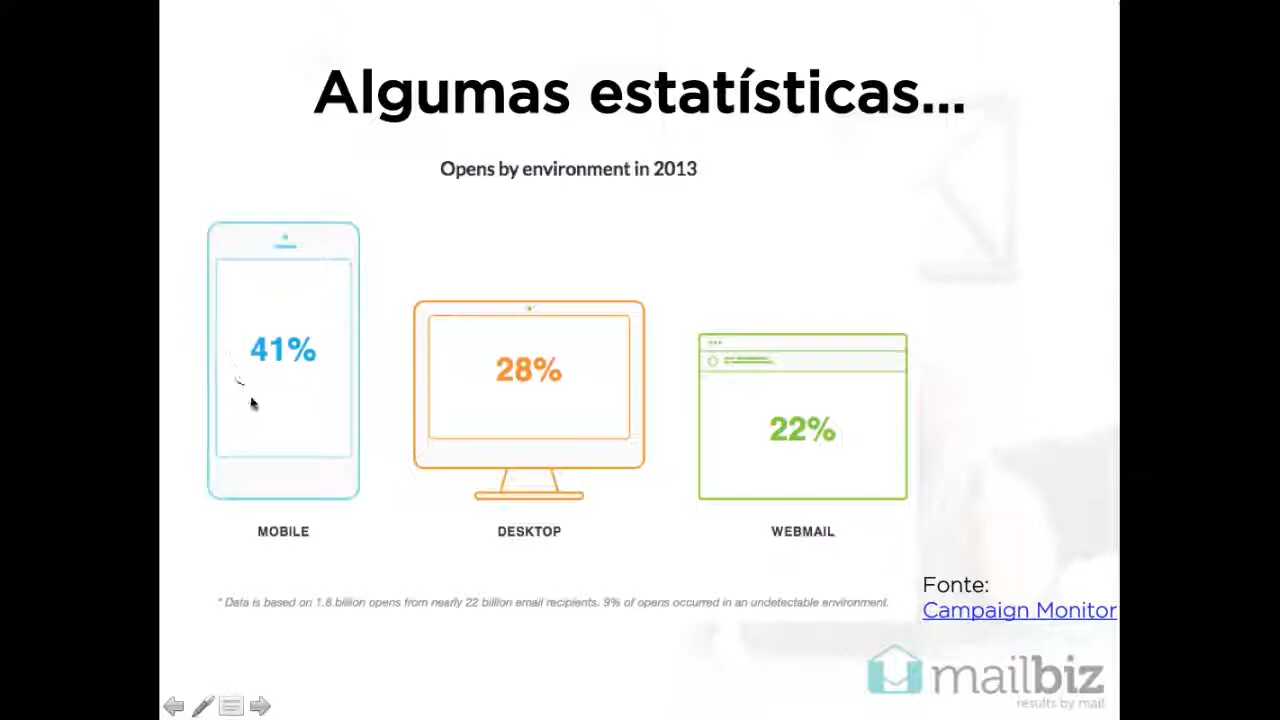 Algumas estatísticas...
Opens by environment in 2013
41%
28%
22%
MOBILE
DESKTOP
WEBMAIL
* Data is based on 1.8 billion opens from nearly 22 billion email recipients. 9% of opens occurred in an undetectable environment.
Fonte:
Campaign Monitor
mailbiz
results by mail